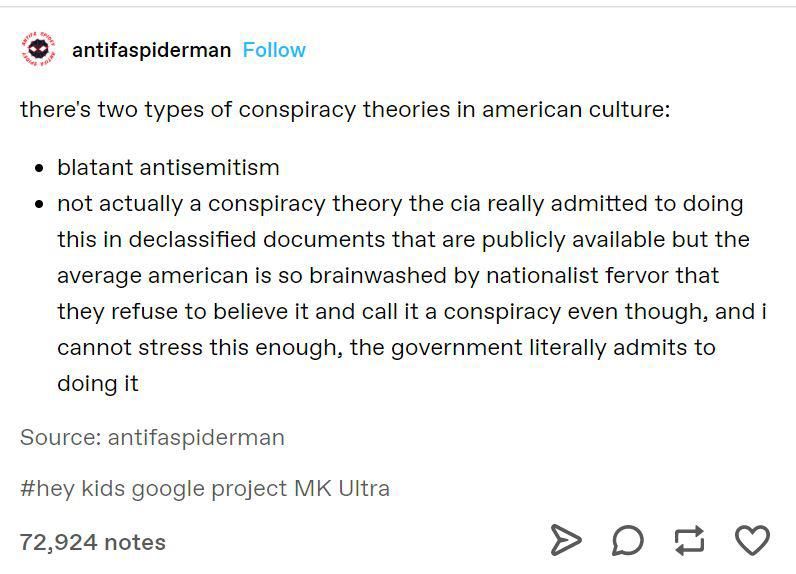 antifaspiderman Follow
there's two types of conspiracy theories in american culture:
• blatant antisemitism
• not actually a conspiracy theory the cia really admitted to doing
this in declassified documents that are publicly available but the
average american is so brainwashed by nationalist fervor that
they refuse to believe it and call it a conspiracy even though, and i
cannot stress this enough, the government literally admits to
doing it
Source: antifaspiderman
#hey kids google project MK Ultra
72,924 notes